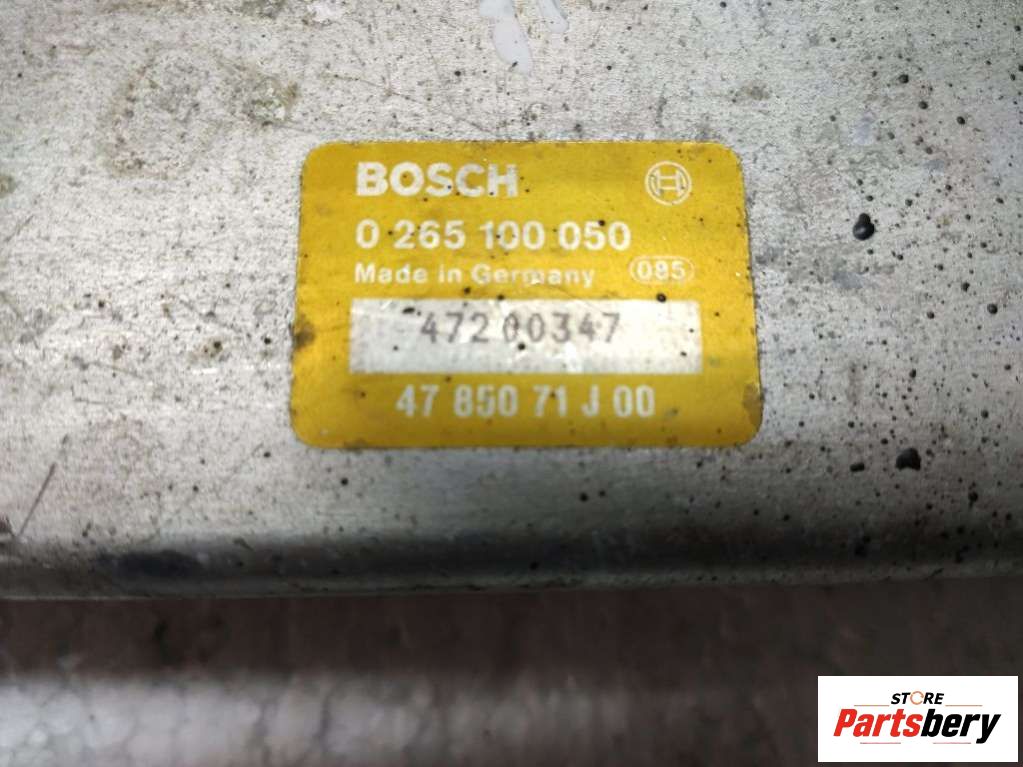 BOSCH
0 265 100 050
Made in Germany 085
47200347
47 850 71 J 00
STORE
Partsbery